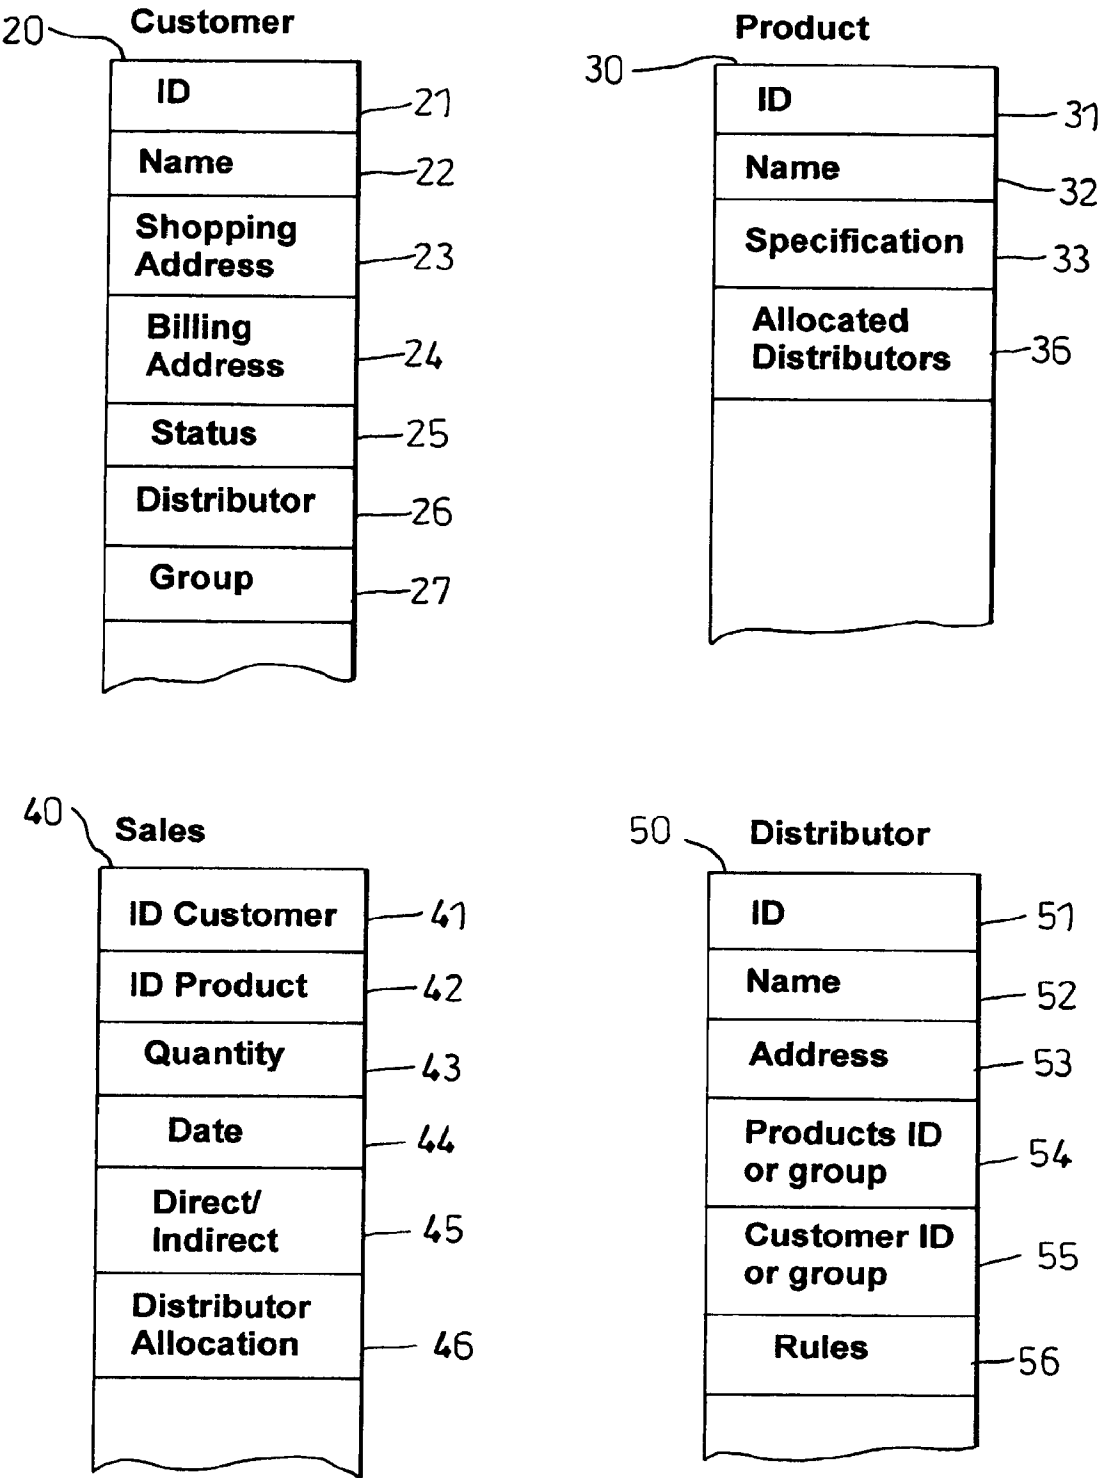 Customer
20
ID
21
Name
22
Shopping
Address
23
Billing
Address
24
Status
25
Distributor
26
Group
27
Product
30
ID
31
Name
32
Specification
33
Allocated
Distributors
36
Sales
40
ID Customer
41
ID Product
42
Quantity
43
Date
44
Direct/
Indirect
45
Distributor
Allocation
46
Distributor
50
ID
51
Name
52
Address
53
Products ID
or group
54
Customer ID
or group
55
Rules
56